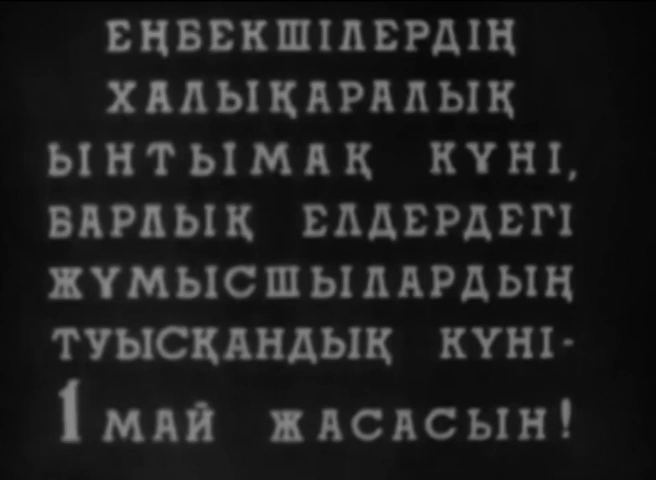 ЕҢБЕКШІЛЕРДІҢ
ХАЛЫҚАРАЛЫҚ
ЫНТЫМАҚ КҮНІ,
БАРЛЫҚ ЕЛДЕРДЕГІ
ЖҰМЫСШЫЛАРДЫҢ
ТУЫСҚАНДЫҚ КҮНІ-
1 МАЙ ЖАСАСЫН!